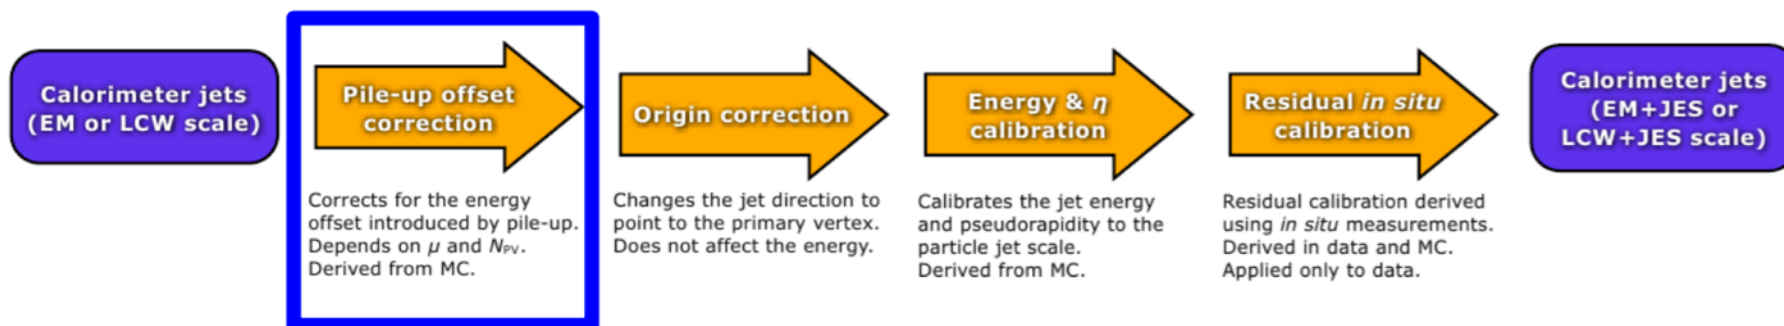 Calorimeter jets
(EM or LCW scale)
Pile-up offset
correction
Corrects for the energy
offset introduced by pile-up.
Depends on µ and NPV.
Derived from MC.
Origin correction
Changes the jet direction to
point to the primary vertex.
Does not affect the energy.
Energy & η
calibration
Calibrates the jet energy
and pseudorapidity to the
particle jet scale.
Derived from MC.
Residual in situ
calibration
Residual calibration derived
using in situ measurements.
Derived in data and MC.
Applied only to data.
Calorimeter jets
(EM+JES or
LCW+JES scale)